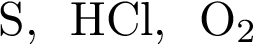 S, HCl, O₂